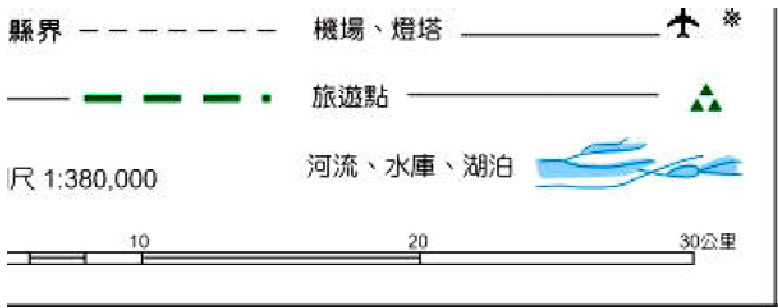 縣界
機場、燈塔
旅遊點
尺 1:380,000
河流、水庫、湖泊
10 20 30公里